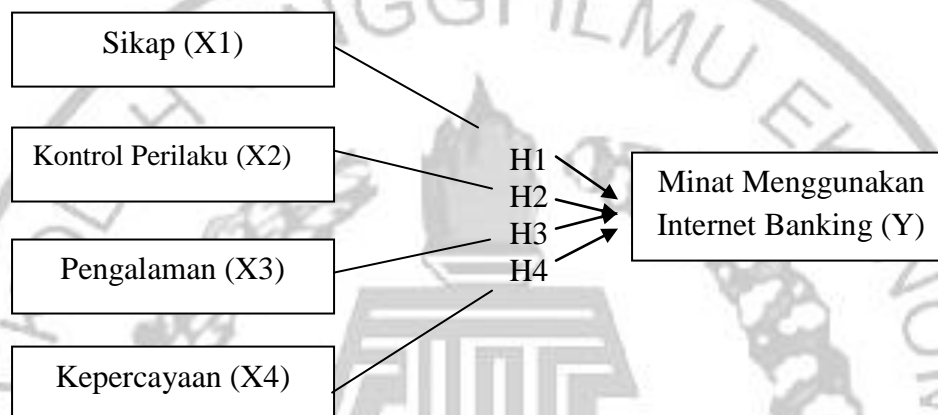 Sikap (X1)
Kontrol Perilaku (X2)
Pengalaman (X3)
Kepercayaan (X4)
H1
H2
H3
H4
Minat Menggunakan
Internet Banking (Y)